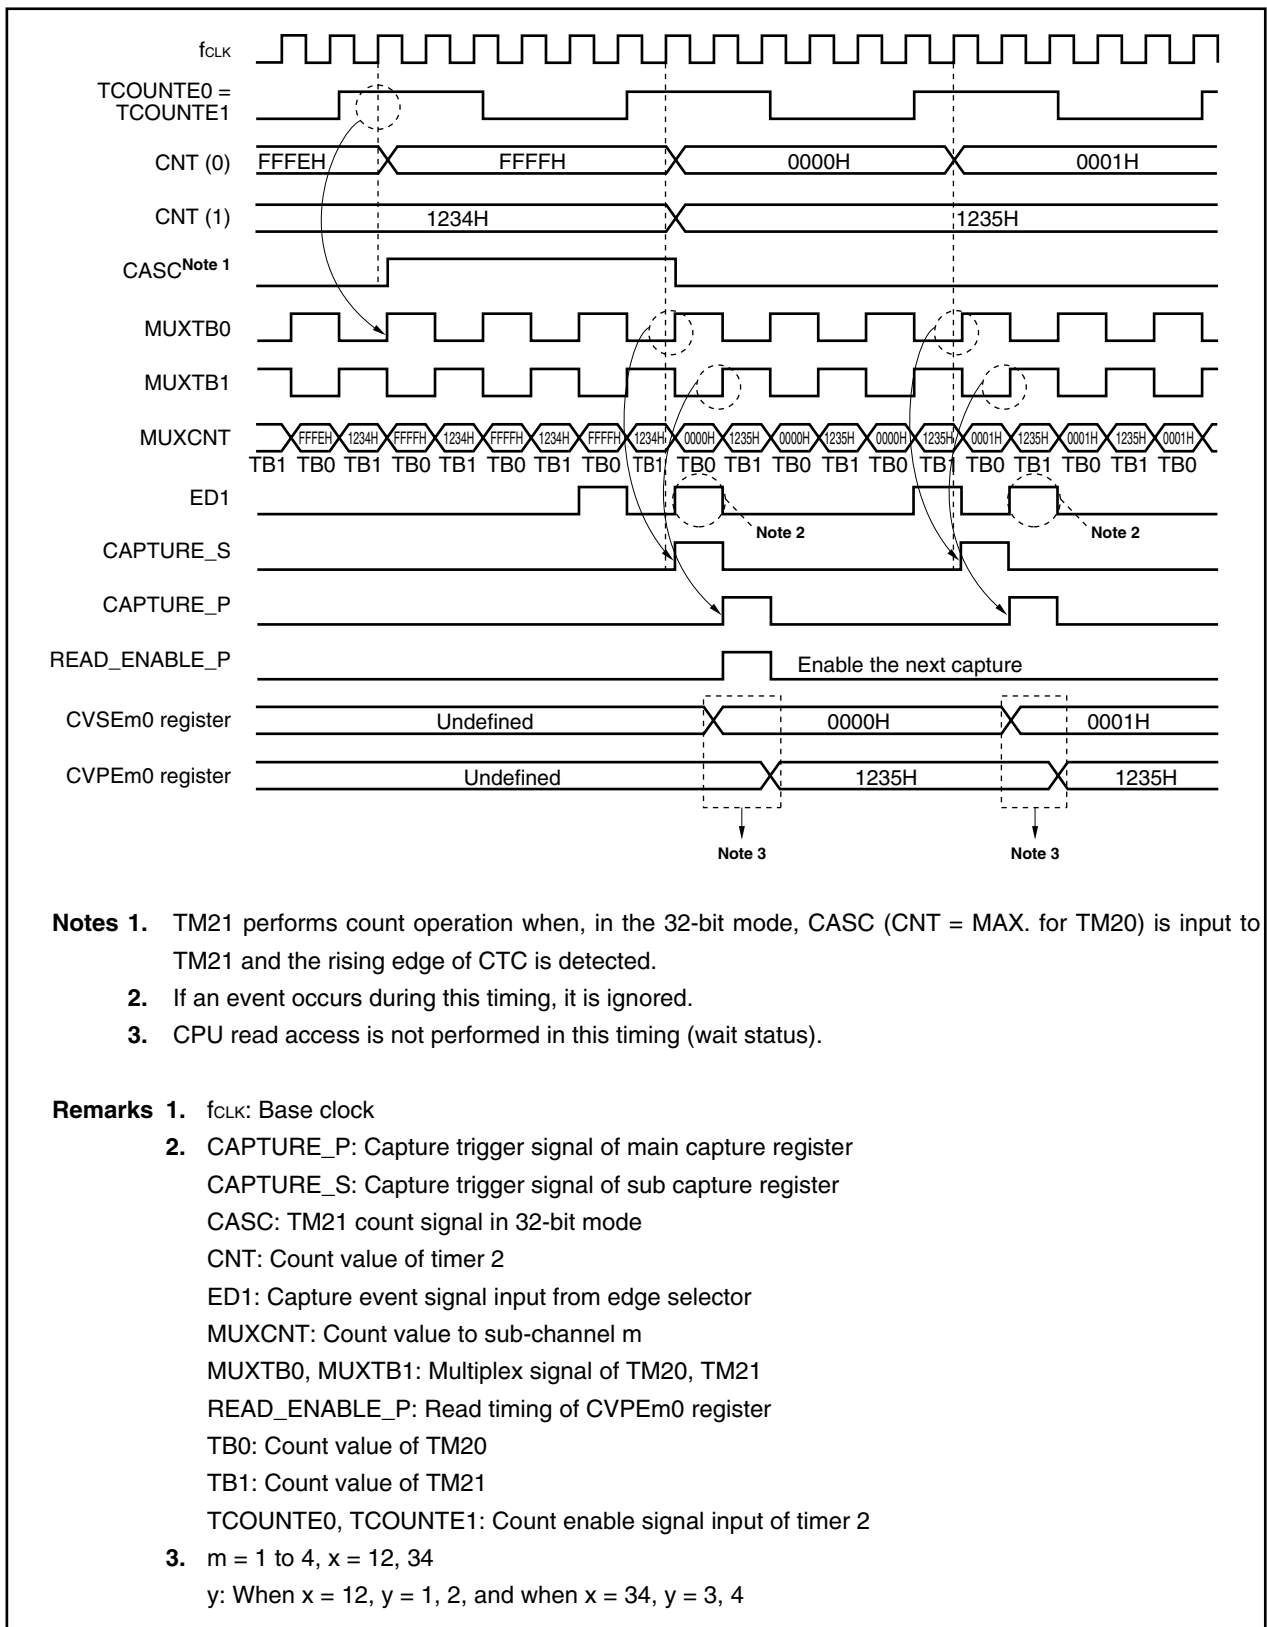 fCLK
TCOUNTE0 =
TCOUNTE1
CNT (0) FFFEH FFFFH 0000H 0001H
CNT (1) 1234H 1235H
CASCNote 1
MUXTB0
MUXTB1
MUXCNT FFFEH 1234H FFFFH 1234H FFFFH 1234H FFFFH 1234H 0000H 1235H 0000H 1235H 0000H 1235H 0001H 1235H 0001H 1235H 0001H
TB1 TB0 TB1 TB0 TB1 TB0 TB1 TB0 TB1 TB0 TB1 TB0 TB1 TB0 TB1 TB0 TB1 TB0 TB1 TB0
ED1
Note 2 Note 2
CAPTURE_S
CAPTURE_P
READ_ENABLE_P Enable the next capture
CVSEm0 register Undefined 0000H 0001H
CVPEm0 register Undefined 1235H 1235H
Note 3 Note 3
Notes 1. TM21 performs count operation when, in the 32-bit mode, CASC (CNT = MAX. for TM20) is input to
TM21 and the rising edge of CTC is detected.
2. If an event occurs during this timing, it is ignored.
3. CPU read access is not performed in this timing (wait status).
Remarks 1. fCLK: Base clock
2. CAPTURE_P: Capture trigger signal of main capture register
CAPTURE_S: Capture trigger signal of sub capture register
CASC: TM21 count signal in 32-bit mode
CNT: Count value of timer 2
ED1: Capture event signal input from edge selector
MUXCNT: Count value to sub-channel m
MUXTB0, MUXTB1: Multiplex signal of TM20, TM21
READ_ENABLE_P: Read timing of CVPEm0 register
TB0: Count value of TM20
TB1: Count value of TM21
TCOUNTE0, TCOUNTE1: Count enable signal input of timer 2
3. m = 1 to 4, x = 12, 34
y: When x = 12, y = 1, 2, and when x = 34, y = 3, 4